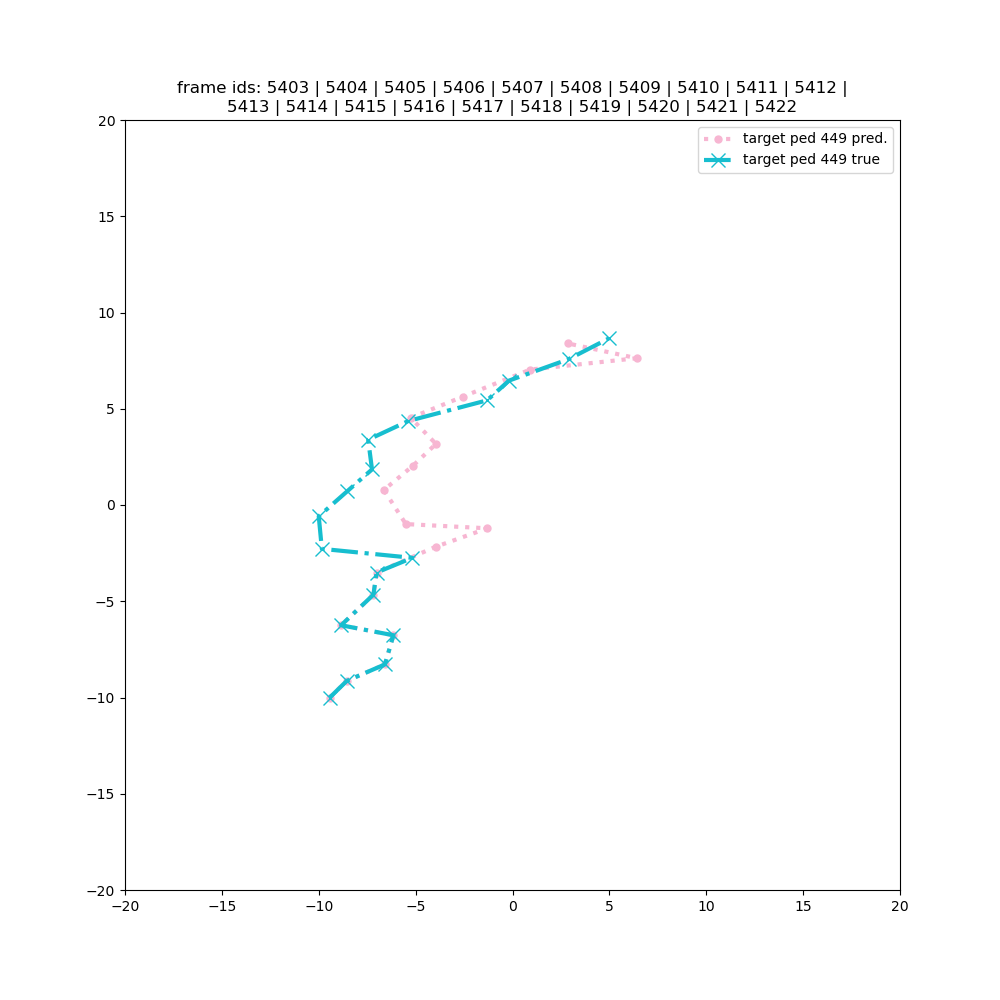 frame ids: 5403 | 5404 | 5405 | 5406 | 5407 | 5408 | 5409 | 5410 | 5411 | 5412 |
5413 | 5414 | 5415 | 5416 | 5417 | 5418 | 5419 | 5420 | 5421 | 5422
target ped 449 pred.
target ped 449 true
20
15
10
5
0
−5
−10
−15
−20
−20 −15 −10 −5 0 5 10 15 20